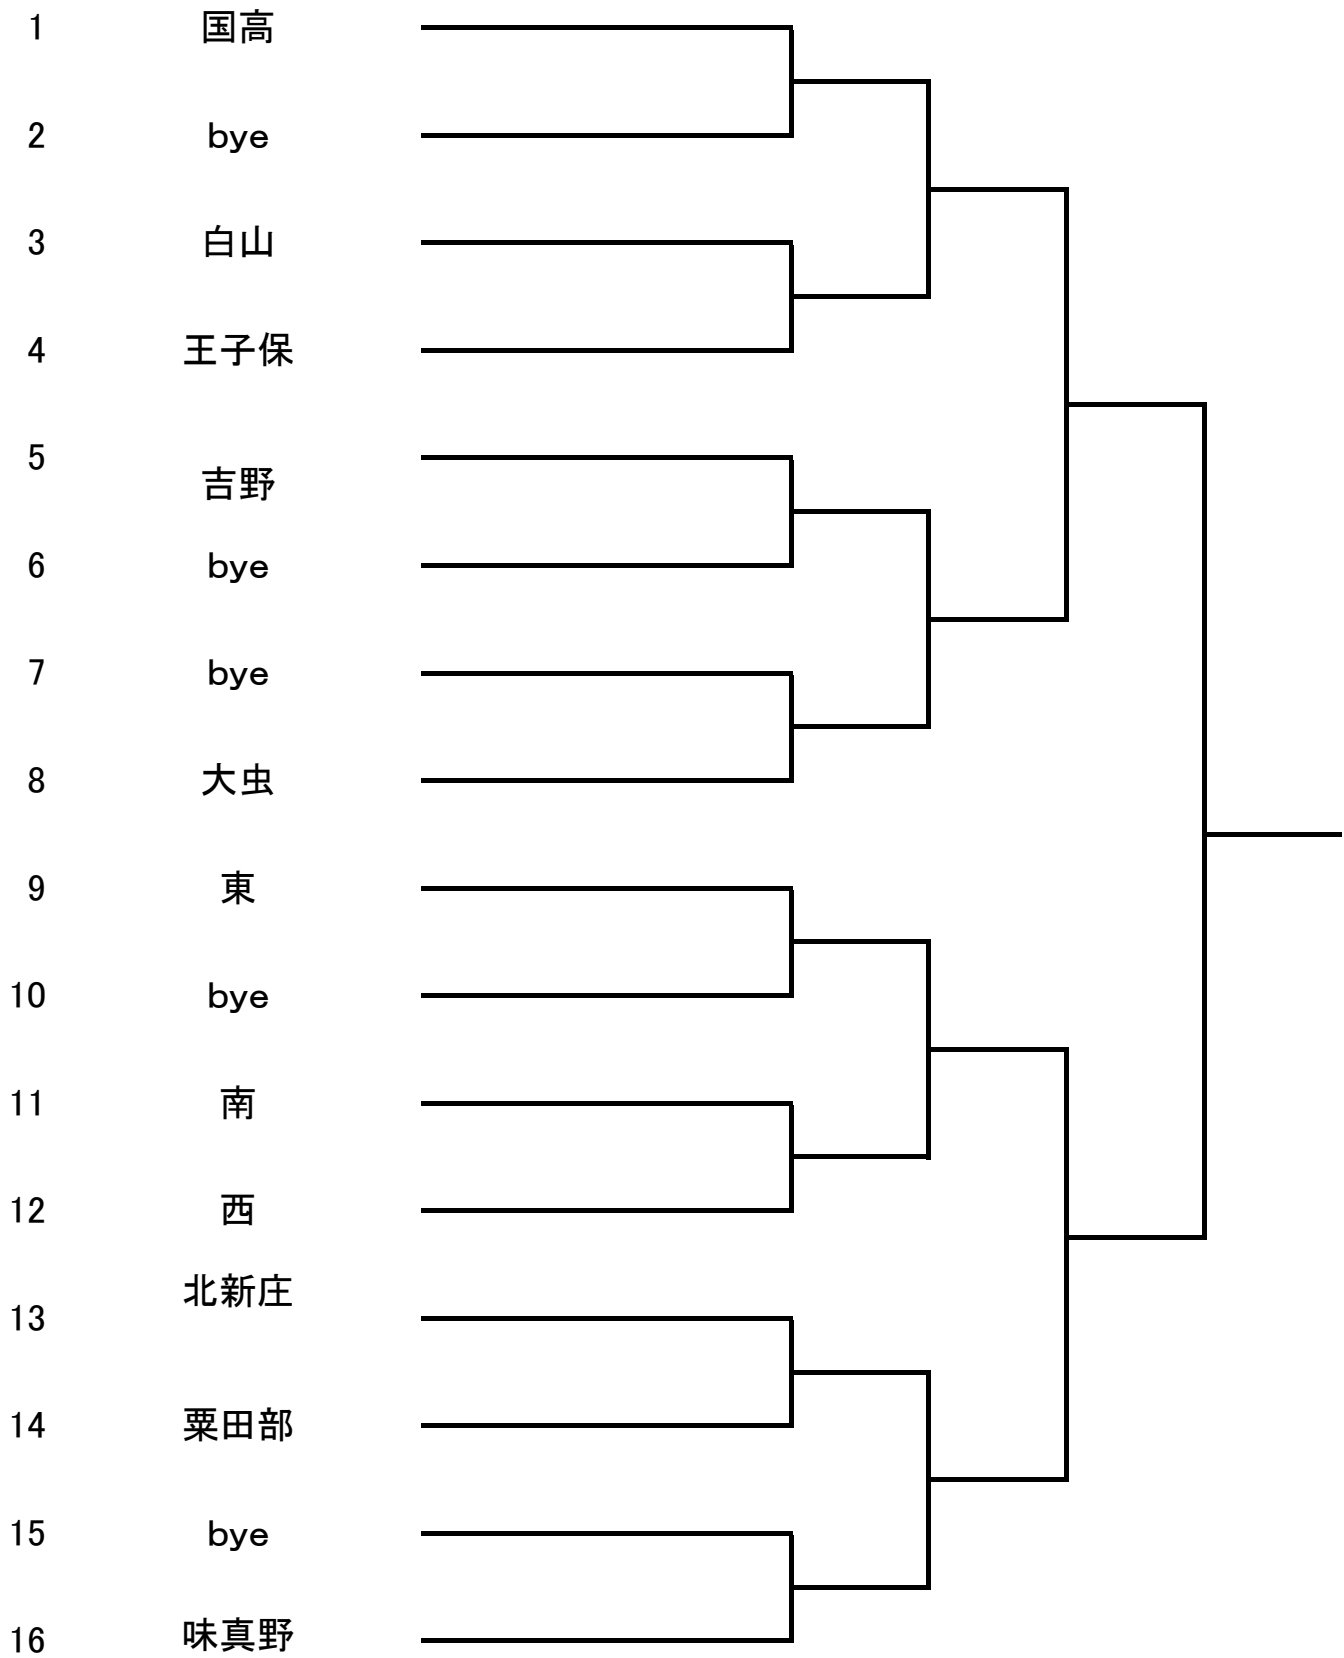 1 国高
2 bye
3 白山
4 王子保
5 吉野
6 bye
7 bye
8 大虫
9 東
10 bye
11 南
12 西
13 北新庄
14 粟田部
15 bye
16 味真野